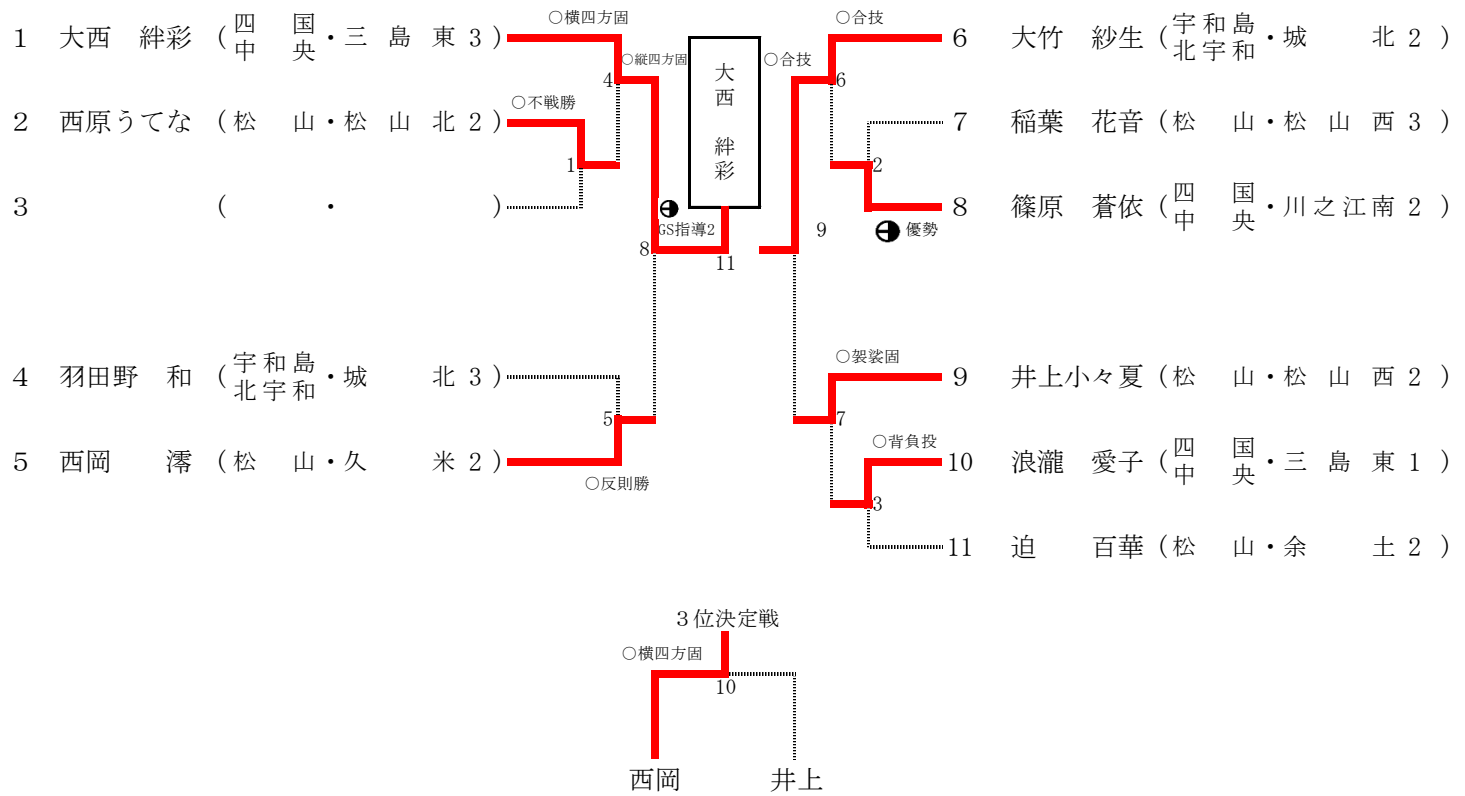 ○横四方固
○合技
1 大西 絆彩 (四国中央・三島東3)
6 大竹 紗生 (宇和島北宇和・城北2)
○縦四方固
○合技
4
6
大西 絆彩
○不戦勝
2 西原うてな (松山・松山北2)
7 稲葉 花音 (松山・松山西3)
1
2
3 ( ・ )
8 篠原 蒼依 (四国中央・川之江南2)
GS指導2
9
優勢
8
11
○袈裟固
4 羽田野 和 (宇和島北宇和・城北3)
9 井上小々夏 (松山・松山西2)
5
7
○背負投
5 西岡 澪 (松山・久米2)
10 浪瀧 愛子 (四国中央・三島東1)
○反則勝
3
11 迫 百華 (松山・余土2)
3位決定戦
○横四方固
10
西岡 井上